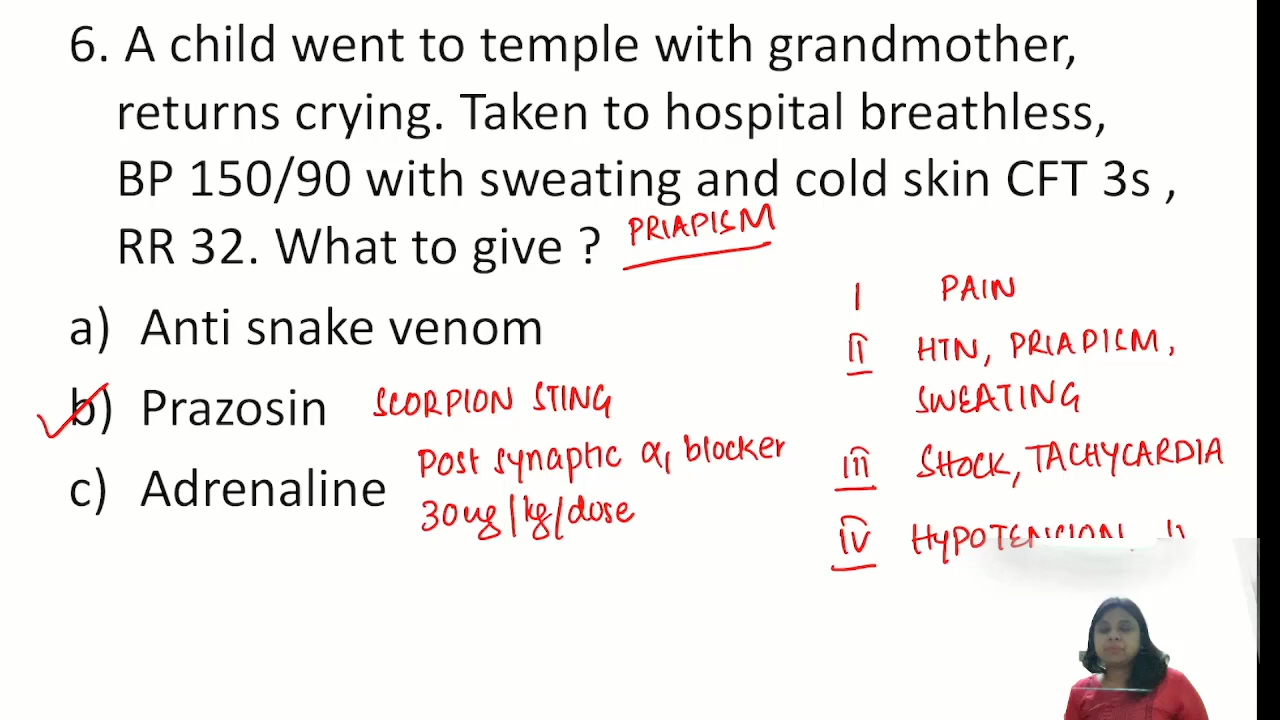 6. A child went to temple with grandmother,
returns crying. Taken to hospital breathless,
BP 150/90 with sweating and cold skin CFT 3s ,
RR 32. What to give ?
PRIAPISM
a) Anti snake venom
b) Prazosin
SCORPION STING
Post synaptic α1 blocker
30ug/kg/dose
c) Adrenaline
I PAIN
II HTN, PRIAPISM,
SWEATING
III SHOCK, TACHYCARDIA
IV HYPOTENSION,